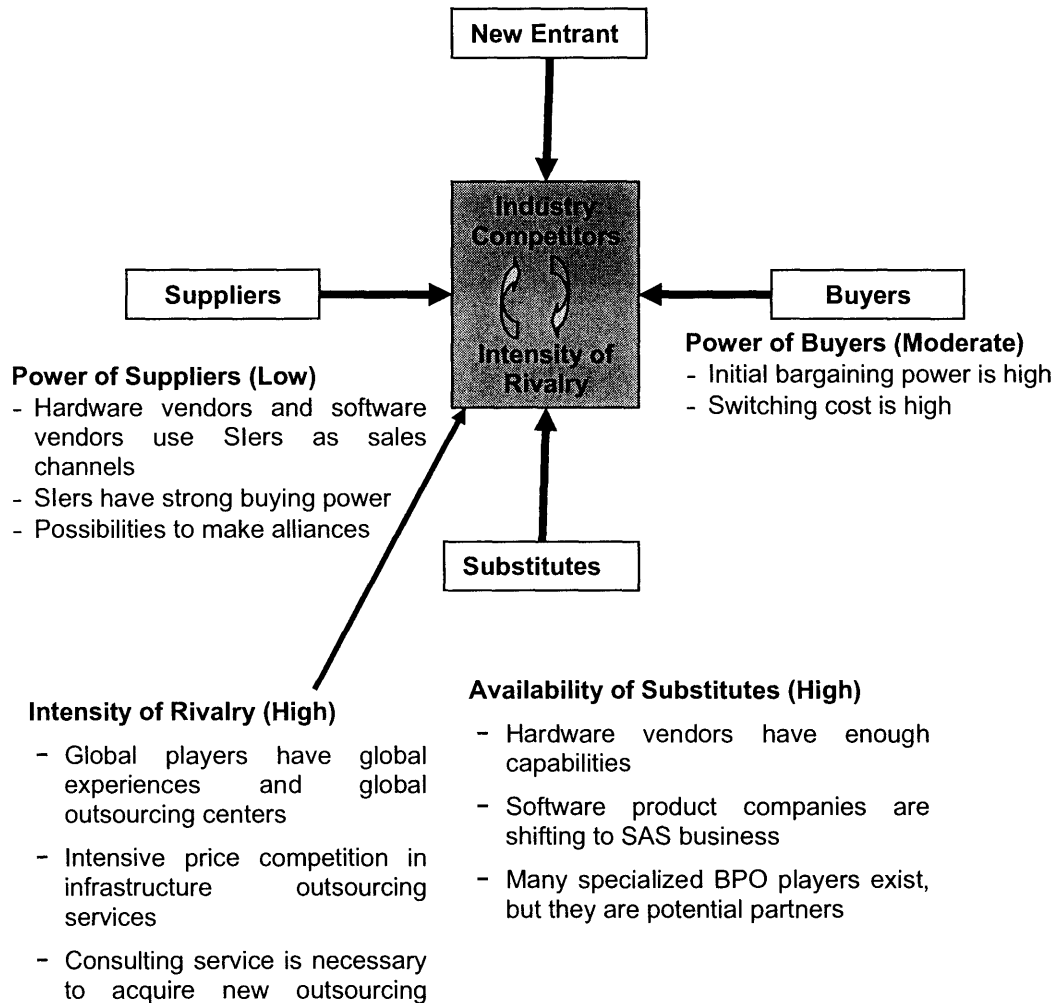 New Entrant
Industry
Competitors
Suppliers
Buyers
Intensity of
Rivalry
Power of Buyers (Moderate)
- Initial bargaining power is high
- Switching cost is high
Power of Suppliers (Low)
- Hardware vendors and software
vendors use SIers as sales
channels
- SIers have strong buying power
- Possibilities to make alliances
Substitutes
Intensity of Rivalry (High)
- Global players have global
experiences and global
outsourcing centers
- Intensive price competition in
infrastructure outsourcing
services
- Consulting service is necessary
to acquire new outsourcing
Availability of Substitutes (High)
- Hardware vendors have enough
capabilities
- Software product companies are
shifting to SAS business
- Many specialized BPO players exist,
but they are potential partners